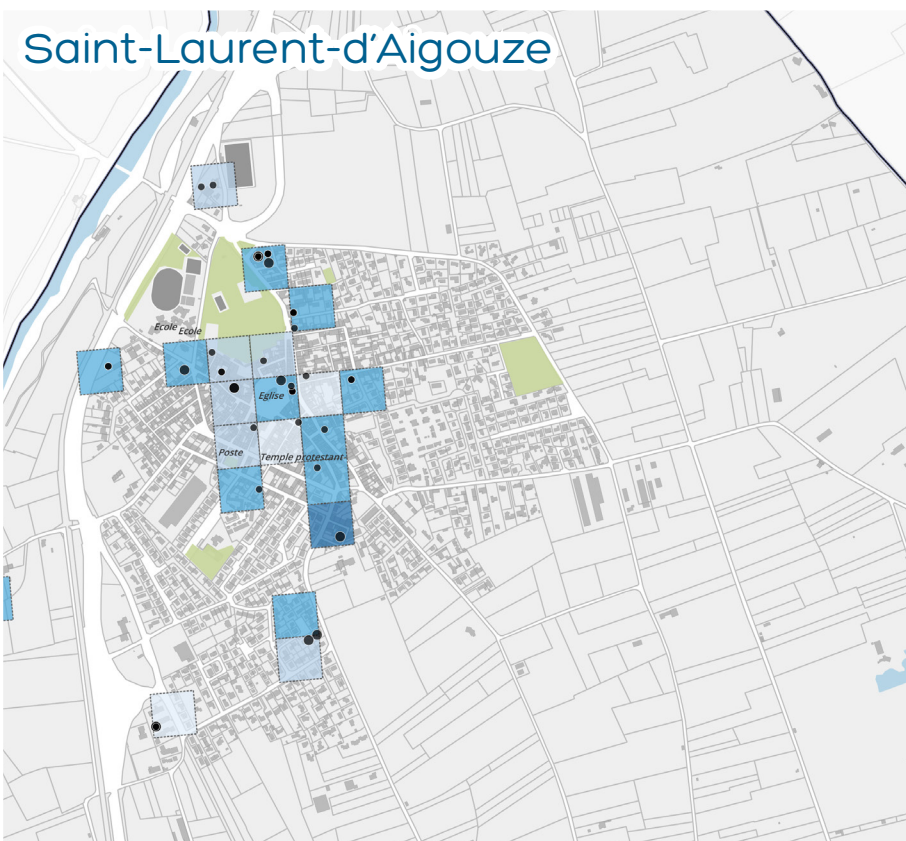 Saint-Laurent-d'Aigouze
Ecole
Ecole
Eglise
Poste
Temple protestant